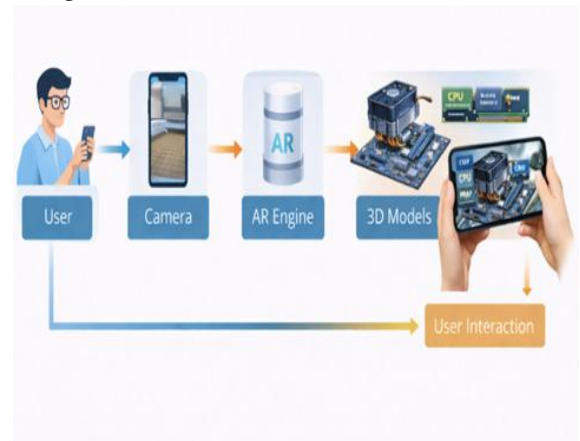 AR
CPU
CPU
User
Camera
AR Engine
3D Models
User Interaction